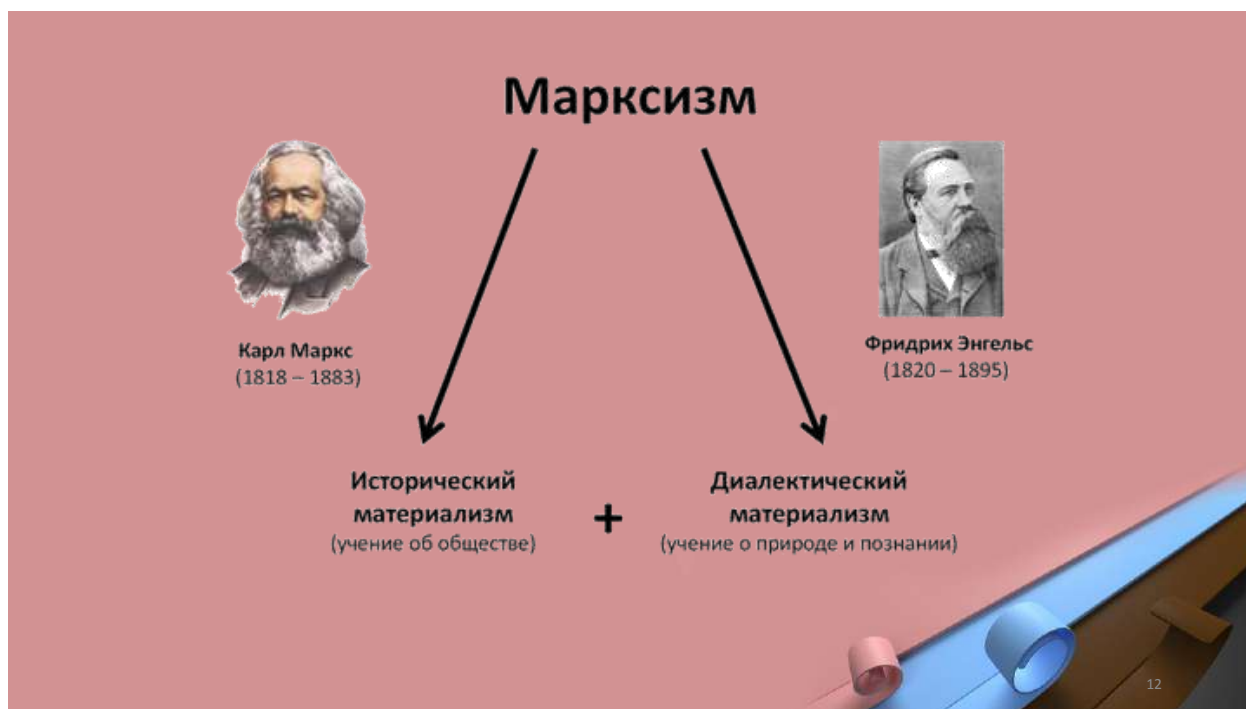 Марксизм
Карл Маркс
(1818 – 1883)
Фридрих Энгельс
(1820 – 1895)
Исторический
материализм
(учение об обществе)
+
Диалектический
материализм
(учение о природе и познании)
12